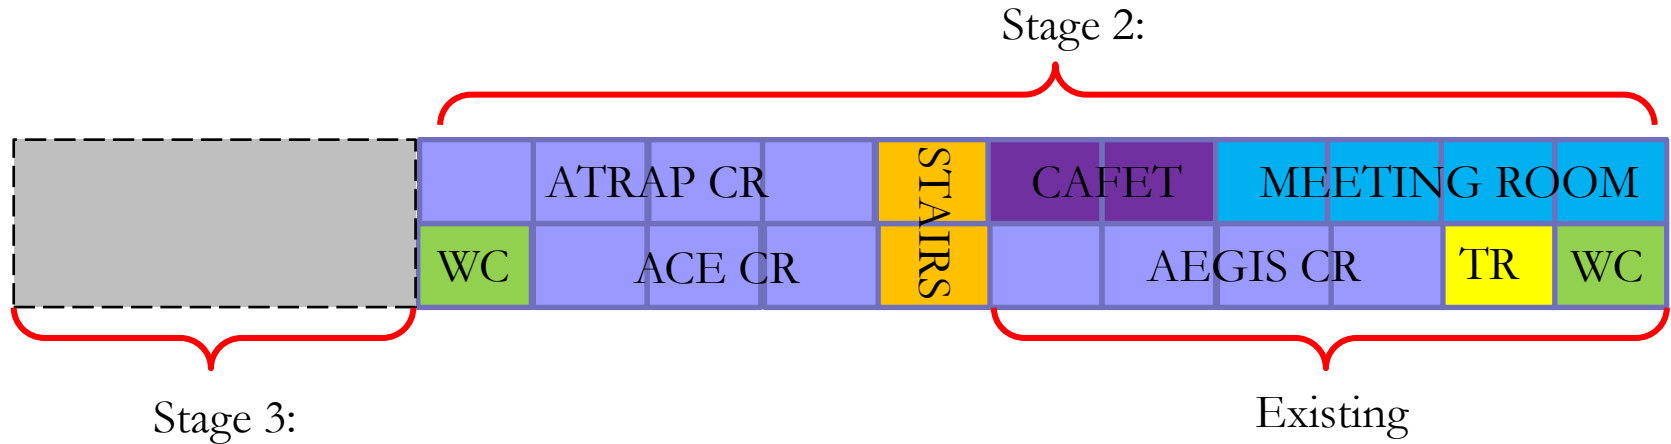 Stage 2:
ATRAP CR
STAIRS
CAFET
MEETING ROOM
WC
ACE CR
AEGIS CR
TR
WC
Stage 3:
Existing